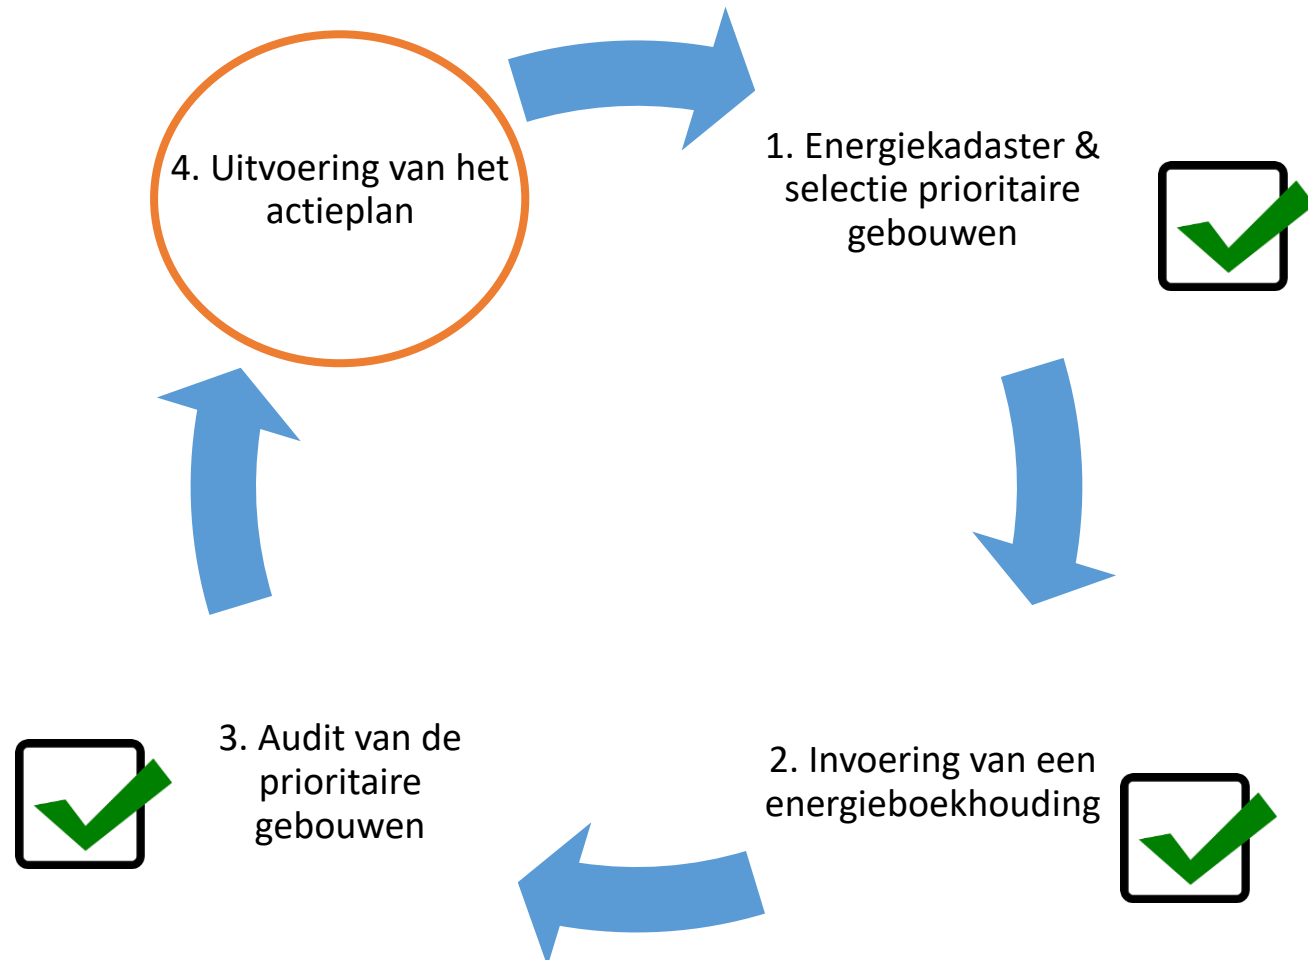 1. Energiekadaster &
selectie prioritaire
gebouwen
2. Invoering van een
energieboekhouding
3. Audit van de
prioritaire
gebouwen
4. Uitvoering van het
actieplan